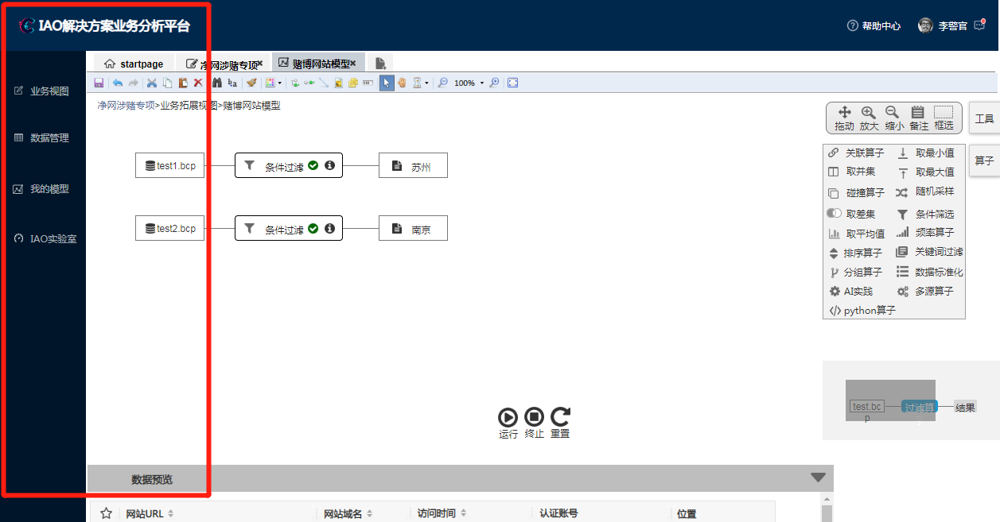 IAO解决方案业务分析平台
帮助中心 李警官
startpage 净网涉赌专项 赌博网站模型
100%
净网涉赌专项>业务拓展视图>赌博网站模型
业务视图
数据管理
我的模型
IAO实验室
拖动 放大 缩小 备注 框选
工具
算子
test1.bcp 条件过滤 苏州
test2.bcp 条件过滤 南京
关联算子 取最小值
取并集 取最大值
碰撞算子 随机采样
取差集 条件筛选
取平均值 频率算子
排序算子 关键词过滤
分组算子 数据标准化
AI实践 多源算子
python算子
test.bc
p
过滤算
结果
运行 终止 重置
数据预览
网站URL 网站域名 访问时间 认证账号 位置